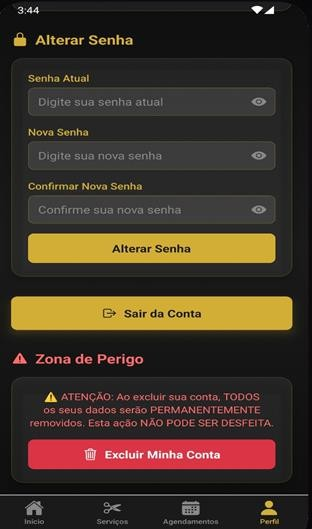 3:44
Alterar Senha
Senha Atual
Digite sua senha atual
Nova Senha
Digite sua nova senha
Confirmar Nova Senha
Confirme sua nova senha
Alterar Senha
Sair da Conta
Zona de Perigo
ATENÇÃO: Ao excluir sua conta, TODOS
os seus dados serão PERMANENTEMENTE
removidos. Esta ação NÃO PODE SER DESFEITA.
Excluir Minha Conta
Início
Serviços
Agendamentos
Perfil